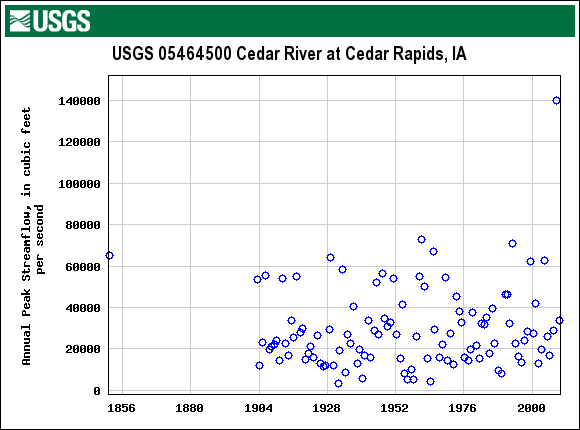 USGS
USGS 05464500 Cedar River at Cedar Rapids, IA
Annual Peak Streamflow, in cubic feet
per second
140000
120000
100000
80000
60000
40000
20000
0
1856 1880 1904 1928 1952 1976 2000